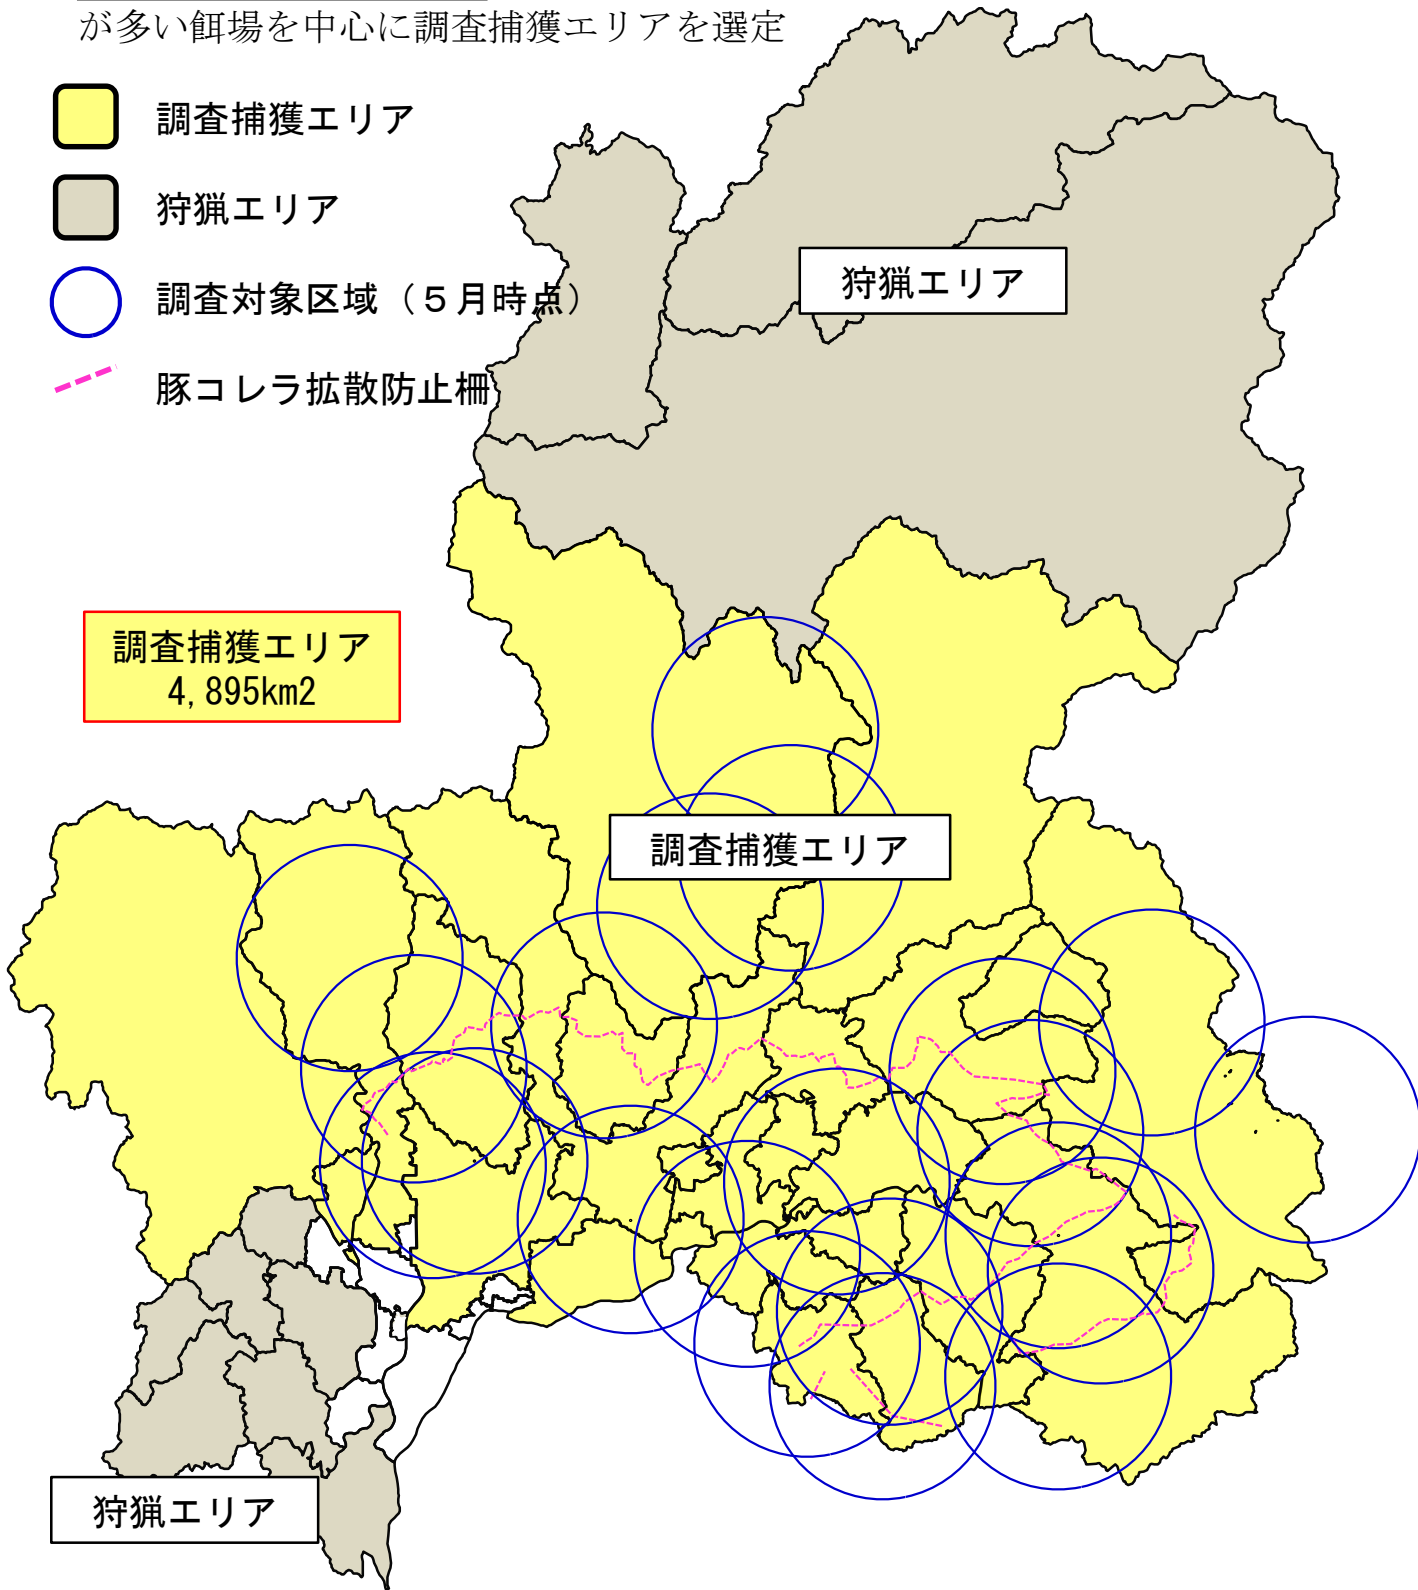 が多い餌場を中心に調査捕獲エリアを選定
調査捕獲エリア
狩猟エリア
調査対象区域（５月時点）
豚コレラ拡散防止柵
狩猟エリア
調査捕獲エリア
4,895km2
調査捕獲エリア
狩猟エリア